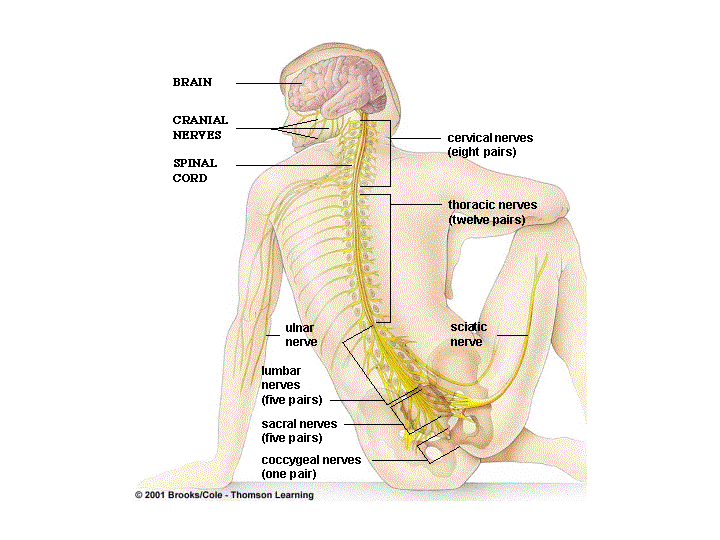 BRAIN
CRANIAL
NERVES
SPINAL
CORD
cervical nerves
(eight pairs)
thoracic nerves
(twelve pairs)
ulnar
nerve
sciatic
nerve
lumbar
nerves
(five pairs)
sacral nerves
(five pairs)
coccygeal nerves
(one pair)
© 2001 Brooks/Cole - Thomson Learning